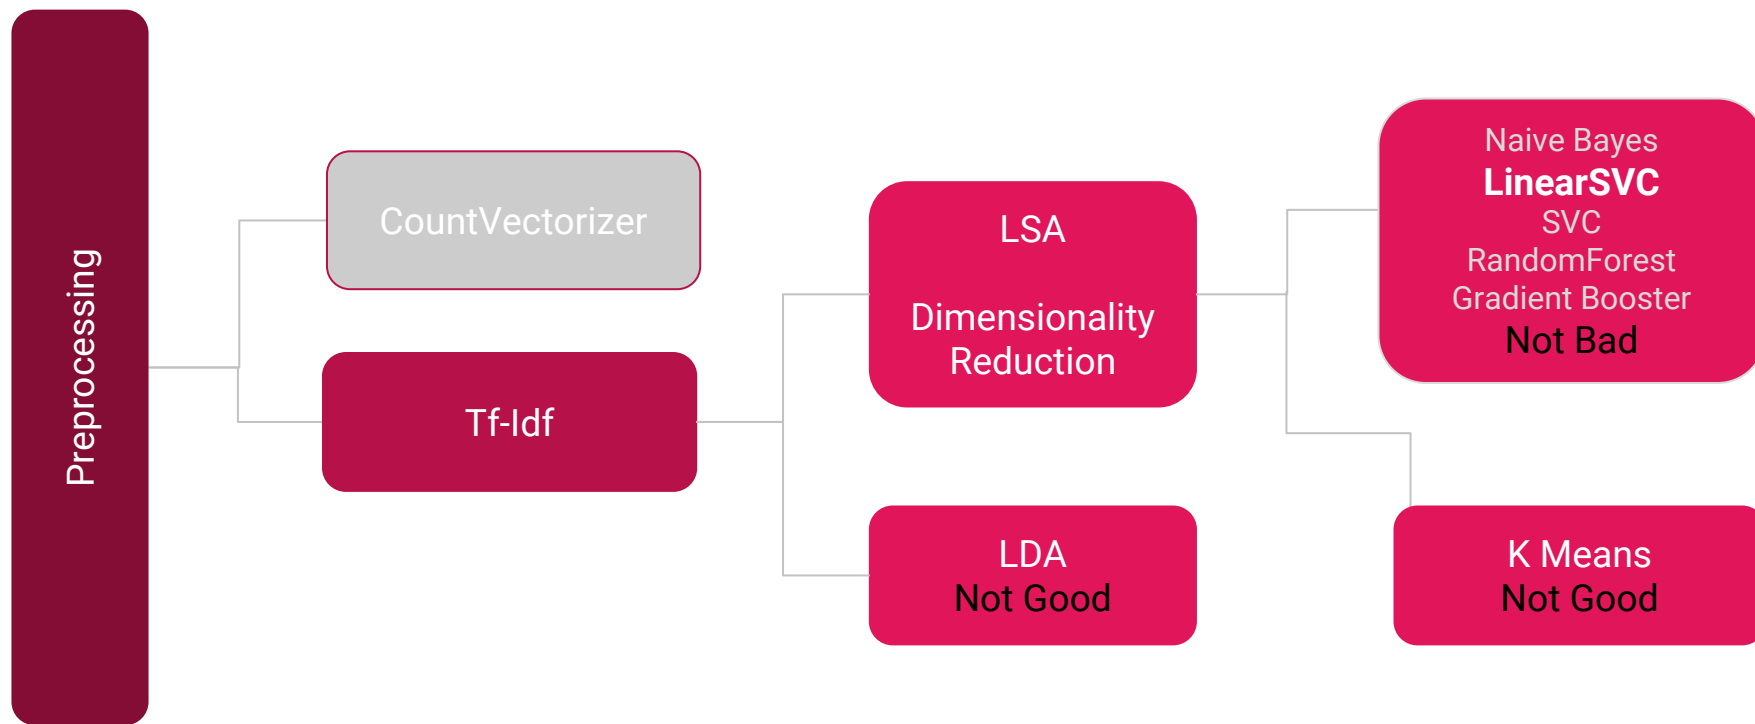 Preprocessing
CountVectorizer
Tf-Idf
LSA
Dimensionality
Reduction
LDA
Not Good
Naive Bayes
LinearSVC
SVC
RandomForest
Gradient Booster
Not Bad
K Means
Not Good